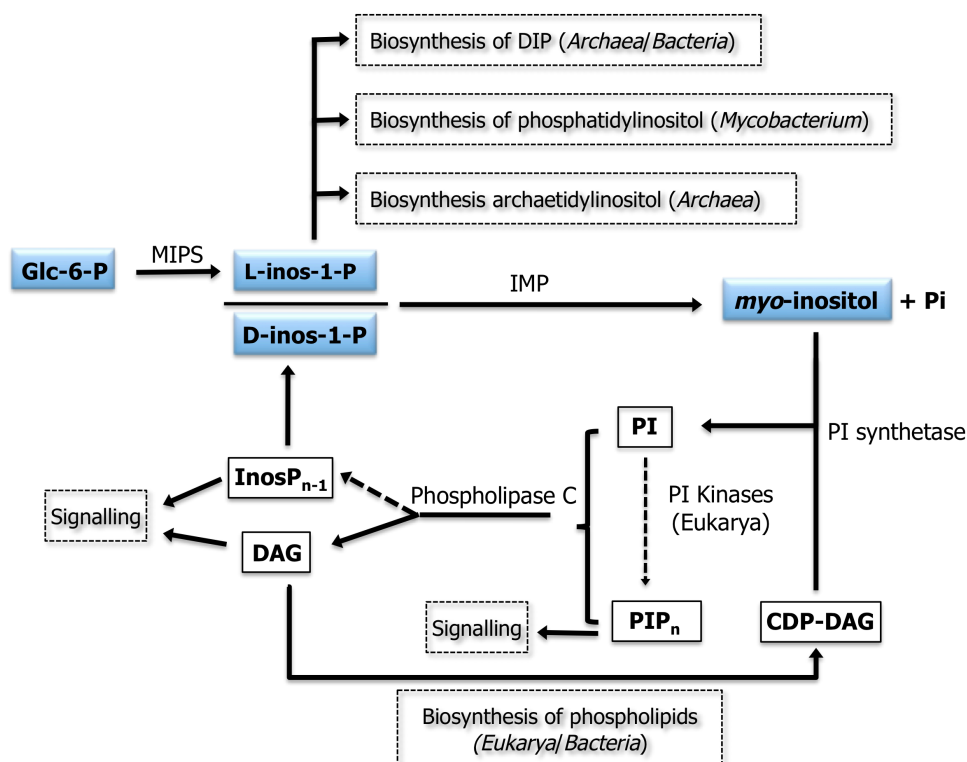 Biosynthesis of DIP (Archaea/Bacteria)
Biosynthesis of phosphatidylinositol (Mycobacterium)
Biosynthesis archaetidylinositol (Archaea)
Glc-6-P
MIPS
L-inos-1-P
D-inos-1-P
IMP
myo-inositol + Pi
PI
PI synthetase
InosPn-1
Phospholipase C
PI Kinases
(Eukarya)
Signalling
DAG
Signalling
PIPn
CDP-DAG
Biosynthesis of phospholipids
(Eukarya/Bacteria)